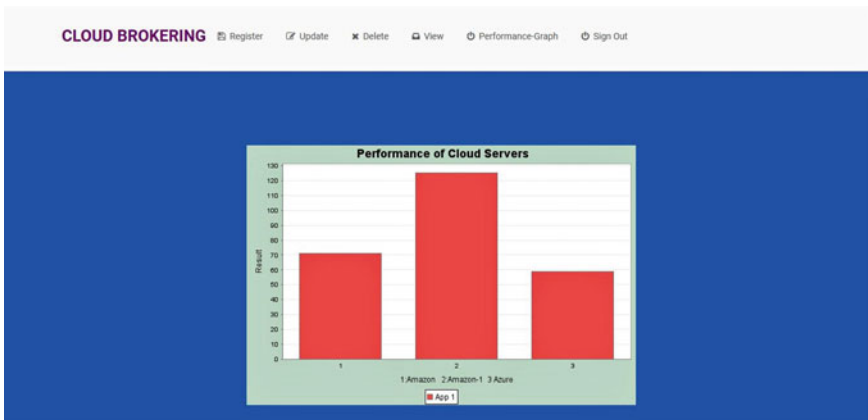 CLOUD BROKERING Register Update Delete View Performance-Graph Sign Out
Performance of Cloud Servers
130
120
110
100
90
80
70
60
50
40
30
20
10
0
Result
1 2 3
1:Amazon 2:Amazon-1 3 Azure
App 1